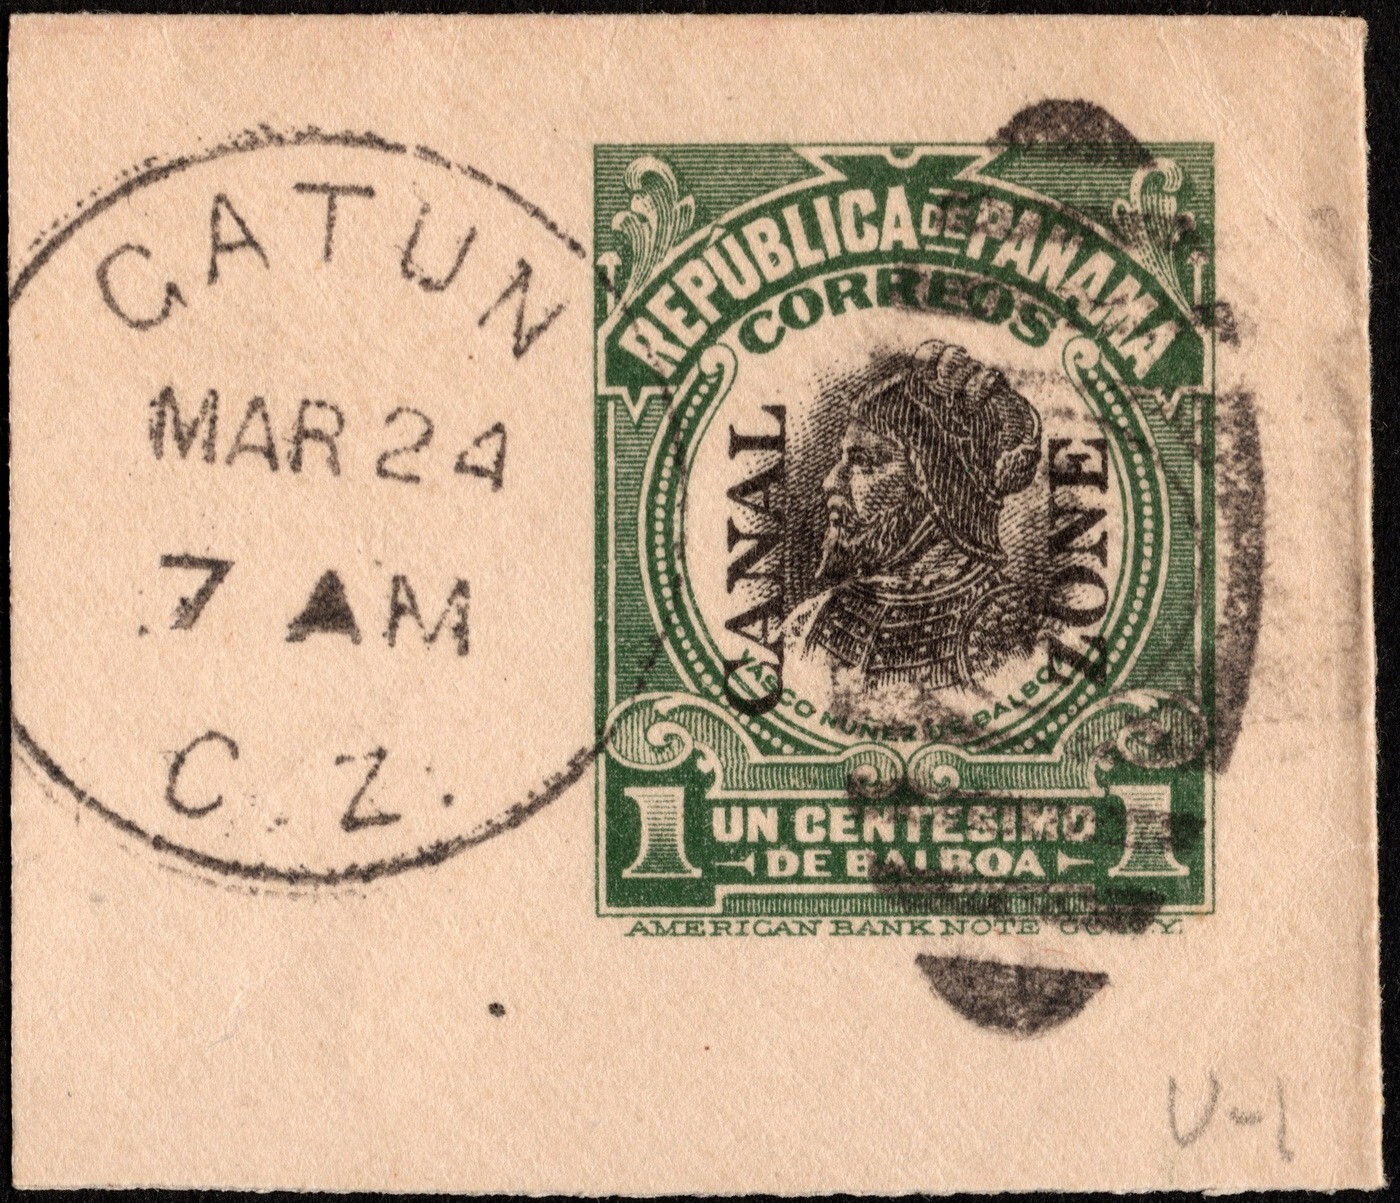 GATUN
MAR 24
7 AM
C. Z.
REPÚBLICA DE PANAMA
CORREOS
CANAL
ZONE
VASCO NUÑEZ DE BALBOA
1 UN CENTESIMO 1
DE BALBOA
AMERICAN BANK NOTE CO. N.Y.
U-1